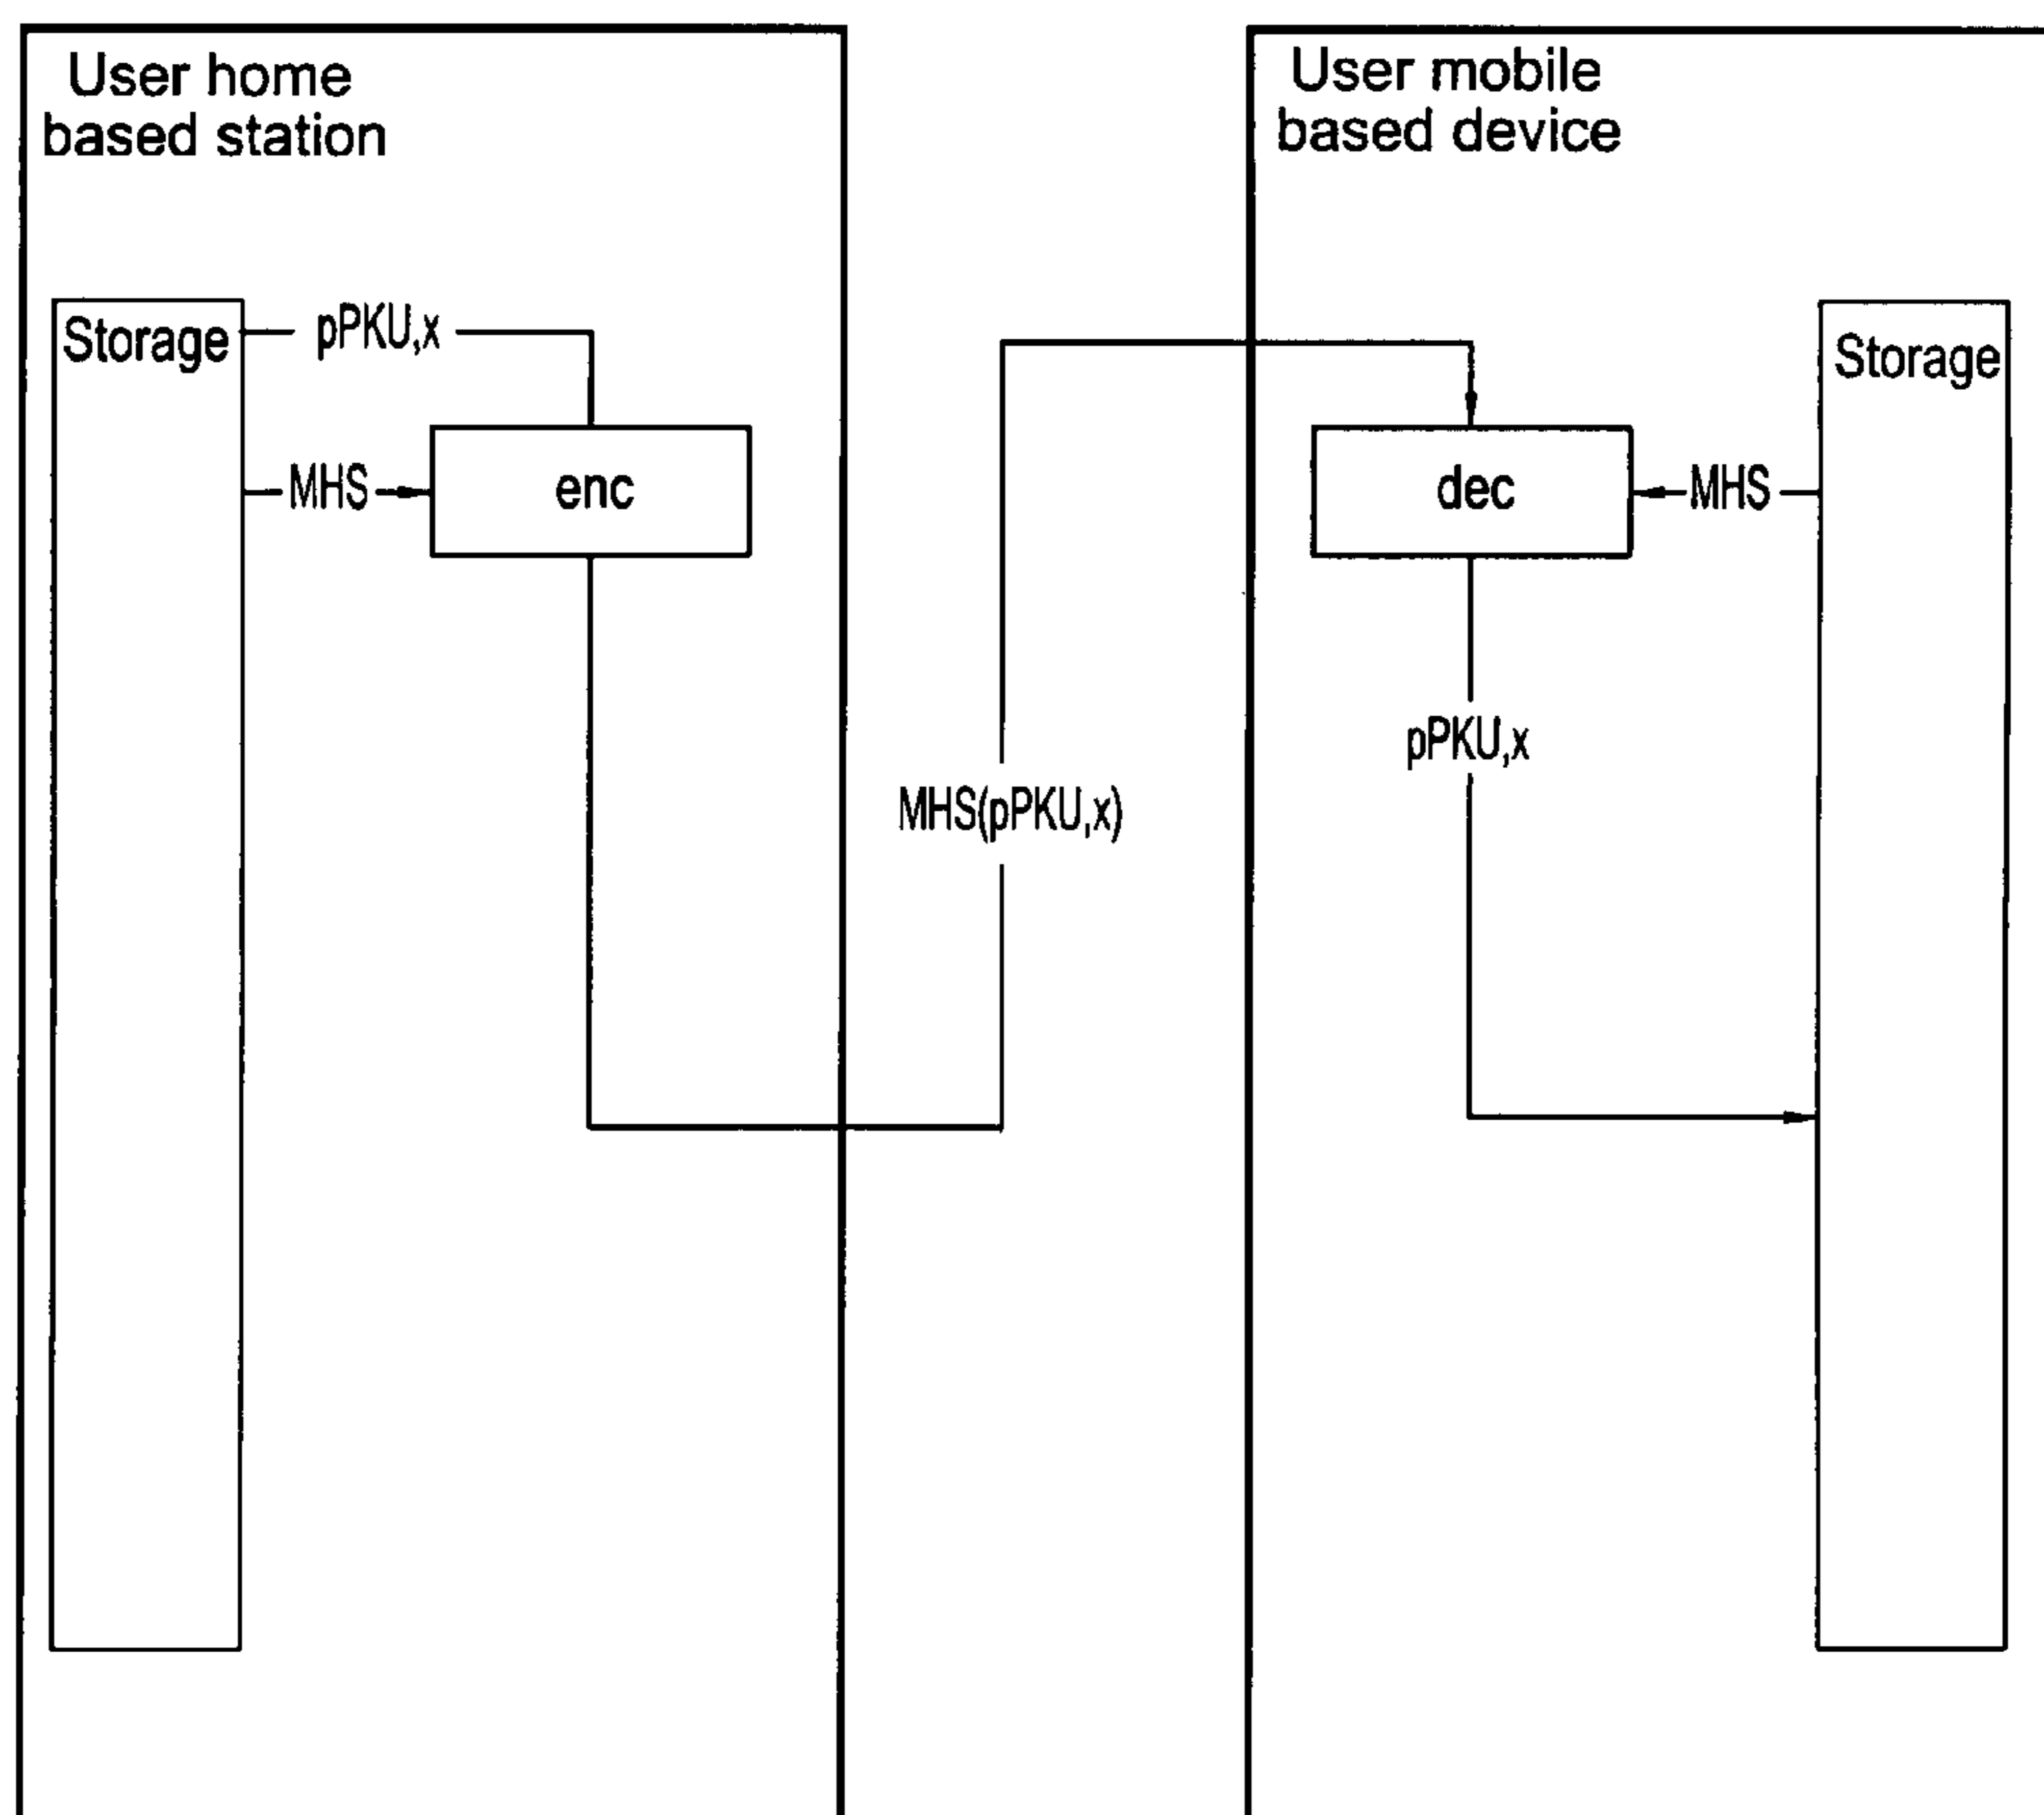 User home
based station
User mobile
based device
Storage
pPKU,x
MHS
enc
MHS(pPKU,x)
dec
MHS
Storage
pPKU,x